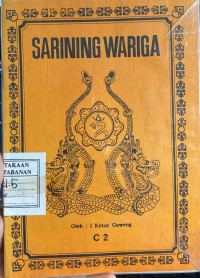 SARINING WARIGA
TAKAAN
TABANAN
Oleh : I Ketut Guweng
C 2